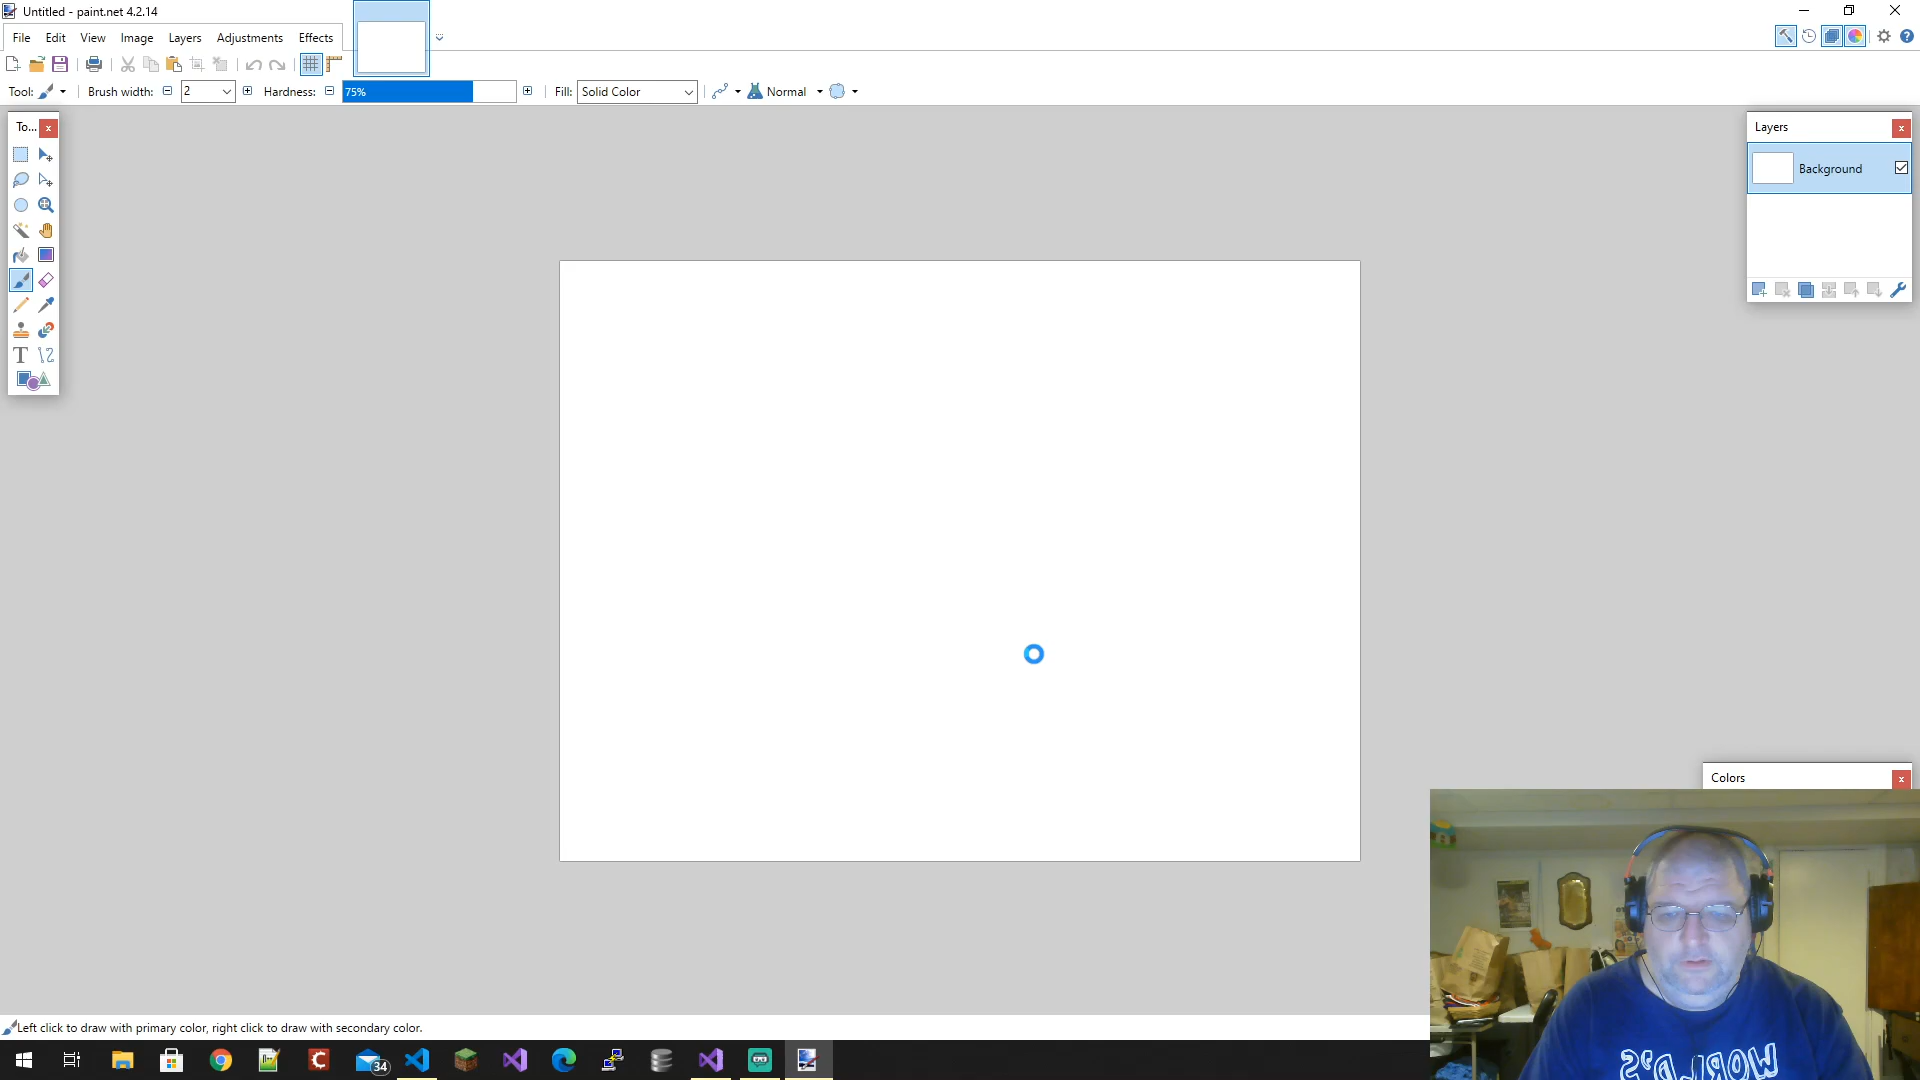 Untitled - paint.net 4.2.14
File Edit View Image Layers Adjustments Effects
Tool: Brush width: 2 Hardness: 75% Fill: Solid Color Normal
To...
Layers
Background
Colors
Left click to draw with primary color, right click to draw with secondary color.
34
WORLD'S